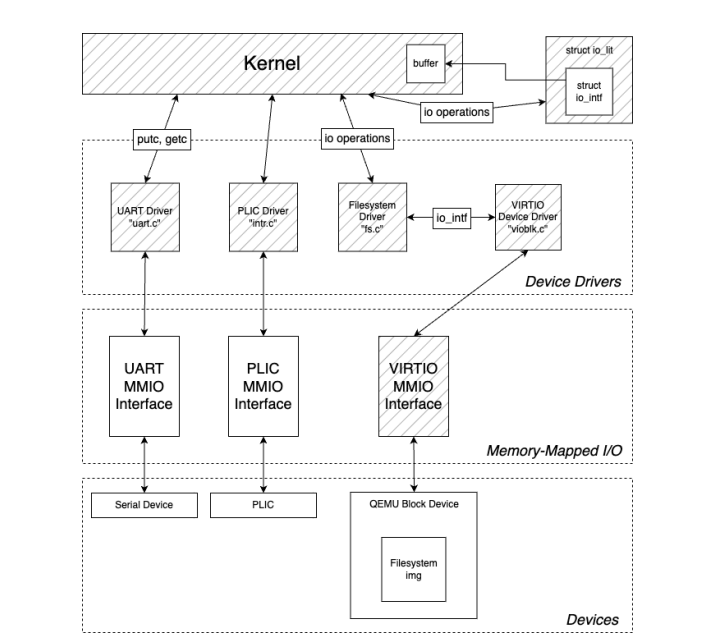 Kernel
buffer
struct io_lit
struct
io_intf
io operations
putc, getc
io operations
UART Driver
"uart.c"
PLIC Driver
"intr.c"
Filesystem
Driver
"fs.c"
io_intf
VIRTIO
Device Driver
"vioblk.c"
Device Drivers
UART
MMIO
Interface
PLIC
MMIO
Interface
VIRTIO
MMIO
Interface
Memory-Mapped I/O
Serial Device
PLIC
QEMU Block Device
Filesystem
img
Devices